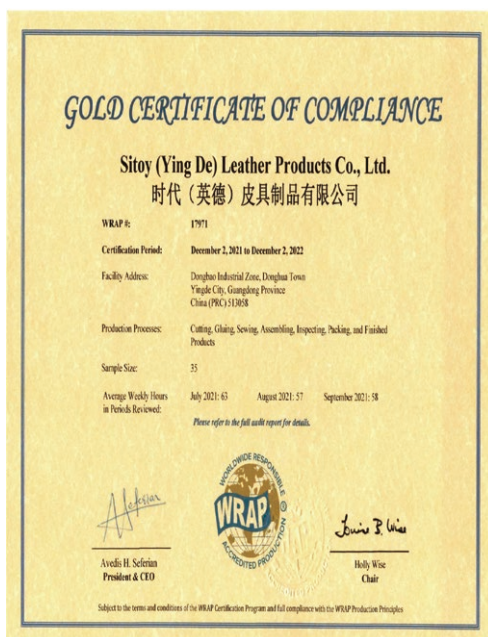 GOLD CERTIFICATE OF COMPLIANCE
Sitoy (Ying De) Leather Products Co., Ltd.
时代（英德）皮具制品有限公司
WRAP #: 17971
Certification Period: December 2, 2021 to December 2, 2022
Facility Address: Dongbao Industrial Zone, Donghua Town
Yingde City, Guangdong Province
China (PRC) 513058
Production Processes: Cutting, Gluing, Sewing, Assembling, Inspecting, Packing, and Finished
Products
Sample Size: 35
Average Weekly Hours July 2021: 63 August 2021: 57 September 2021: 58
in Periods Reviewed:
Please refer to the full audit report for details.
WORLDWIDE RESPONSIBLE
WRAP
ACCREDITED PRODUCTION
Avedis H. Seferian
President & CEO
Holly Wise
Chair
Subject to the terms and conditions of the WRAP Certification Program and full compliance with the WRAP Production Principles